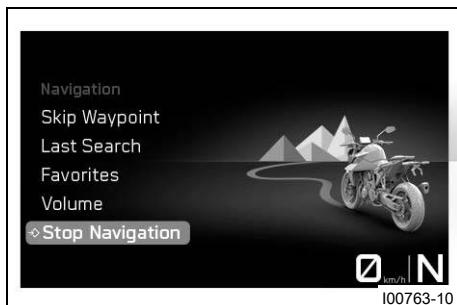 Navigation
Skip Waypoint
Last Search
Favorites
Volume
Stop Navigation
0 km/h N
I00763-10